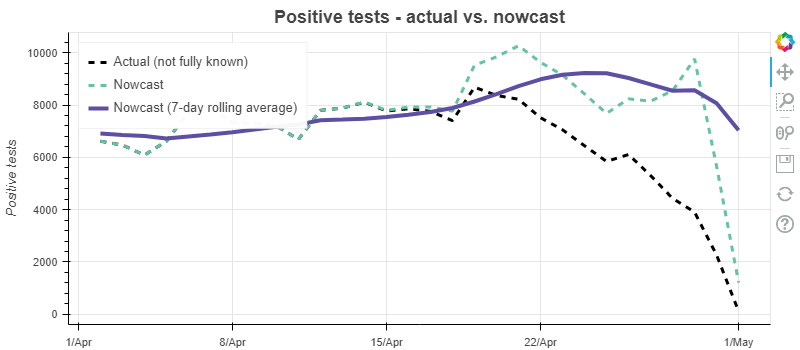 Positive tests - actual vs. nowcast
Actual (not fully known)
Nowcast
Nowcast (7-day rolling average)
Positive tests
10000
8000
6000
4000
2000
0
1/Apr
8/Apr
15/Apr
22/Apr
1/May